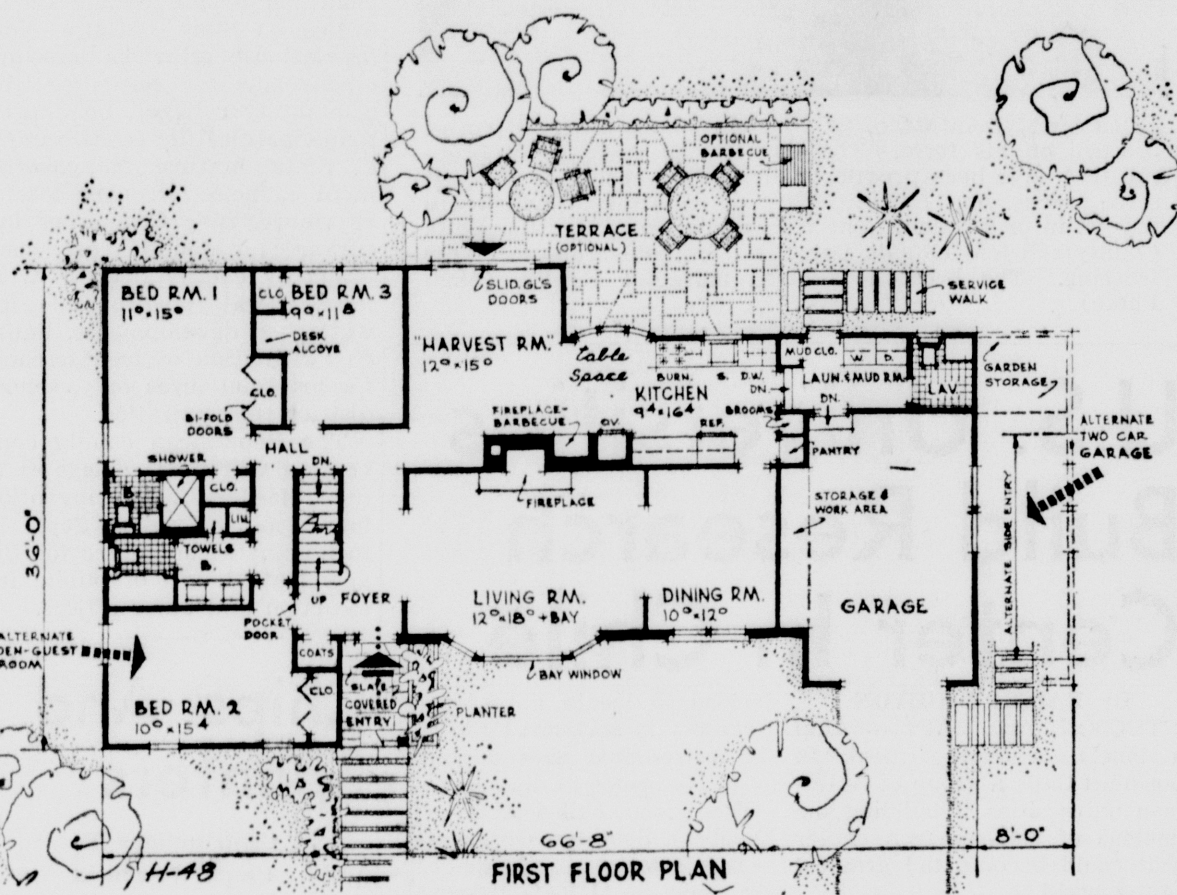 OPTIONAL
BARBECUE
TERRACE
(OPTIONAL)
SLID. GL'S
DOORS
SERVICE
WALK
BED RM. 1
11⁰ x 15⁰
CLO.
BED RM. 3
9⁰ x 11⁸
DESK
ALCOVE
CLO.
BI-FOLD
DOORS
"HARVEST RM."
12⁰ x 15⁰
table
Space
BURN.
S.
D.W.
KITCHEN
9⁴ x 16⁴
DN.
BROOMS
MUD CLO.
W.
D.
LAUN. & MUD RM.
DN.
LAV.
GARDEN
STORAGE
ALTERNATE
TWO CAR
GARAGE
FIREPLACE-
BARBECUE
OV.
REF.
PANTRY
HALL
SHOWER
B.
CLO.
LIN.
DN.
TOWELS
B.
FIREPLACE
STORAGE &
WORK AREA
ALTERNATE SIDE ENTRY
36'-0"
UP
FOYER
LIVING RM.
12⁰ x 18⁰ + BAY
DINING RM.
10⁰ x 12⁰
GARAGE
POCKET
DOOR
ALTERNATE
DEN-GUEST
ROOM
COATS
CLO.
BED RM. 2
10⁰ x 15⁴
SLATE
COVERED
ENTRY
BAY WINDOW
PLANTER
66'-8"
8'-0"
H-48
FIRST FLOOR PLAN